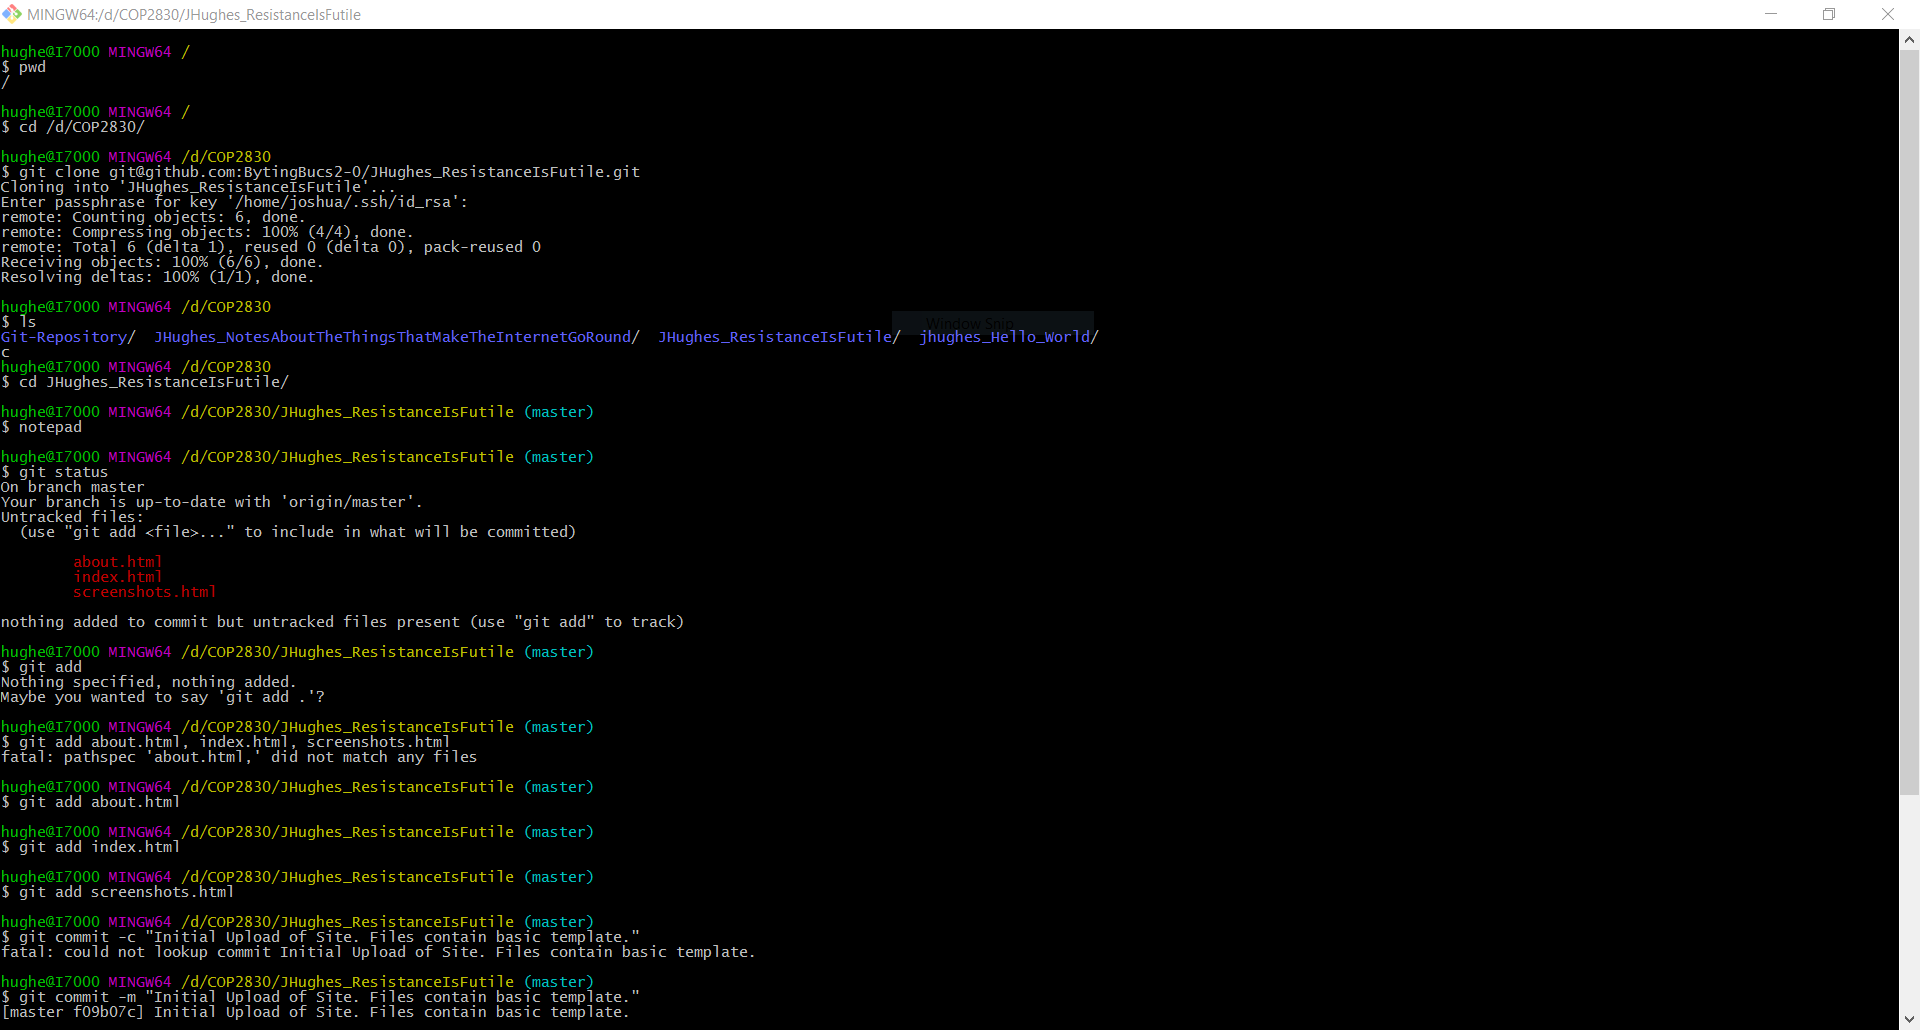 MINGW64:/d/COP2830/JHughes_ResistanceIsFutile
hughe@I7000 MINGW64 /
$ pwd
/
hughe@I7000 MINGW64 /
$ cd /d/COP2830/
hughe@I7000 MINGW64 /d/COP2830
$ git clone git@github.com:BytingBucs2-0/JHughes_ResistanceIsFutile.git
Cloning into 'JHughes_ResistanceIsFutile'...
Enter passphrase for key '/home/joshua/.ssh/id_rsa':
remote: Counting objects: 6, done.
remote: Compressing objects: 100% (4/4), done.
remote: Total 6 (delta 1), reused 0 (delta 0), pack-reused 0
Receiving objects: 100% (6/6), done.
Resolving deltas: 100% (1/1), done.
hughe@I7000 MINGW64 /d/COP2830
$ ls
Window Snip
Git-Repository/  JHughes_NotesAboutTheThingsThatMakeTheInternetGoRound/  JHughes_ResistanceIsFutile/  jhughes_Hello_World/
c
hughe@I7000 MINGW64 /d/COP2830
$ cd JHughes_ResistanceIsFutile/
hughe@I7000 MINGW64 /d/COP2830/JHughes_ResistanceIsFutile (master)
$ notepad
hughe@I7000 MINGW64 /d/COP2830/JHughes_ResistanceIsFutile (master)
$ git status
On branch master
Your branch is up-to-date with 'origin/master'.
Untracked files:
  (use "git add <file>..." to include in what will be committed)
        about.html
        index.html
        screenshots.html
nothing added to commit but untracked files present (use "git add" to track)
hughe@I7000 MINGW64 /d/COP2830/JHughes_ResistanceIsFutile (master)
$ git add
Nothing specified, nothing added.
Maybe you wanted to say 'git add .'?
hughe@I7000 MINGW64 /d/COP2830/JHughes_ResistanceIsFutile (master)
$ git add about.html, index.html, screenshots.html
fatal: pathspec 'about.html,' did not match any files
hughe@I7000 MINGW64 /d/COP2830/JHughes_ResistanceIsFutile (master)
$ git add about.html
hughe@I7000 MINGW64 /d/COP2830/JHughes_ResistanceIsFutile (master)
$ git add index.html
hughe@I7000 MINGW64 /d/COP2830/JHughes_ResistanceIsFutile (master)
$ git add screenshots.html
hughe@I7000 MINGW64 /d/COP2830/JHughes_ResistanceIsFutile (master)
$ git commit -c "Initial Upload of Site. Files contain basic template."
fatal: could not lookup commit Initial Upload of Site. Files contain basic template.
hughe@I7000 MINGW64 /d/COP2830/JHughes_ResistanceIsFutile (master)
$ git commit -m "Initial Upload of Site. Files contain basic template."
[master f09b07c] Initial Upload of Site. Files contain basic template.